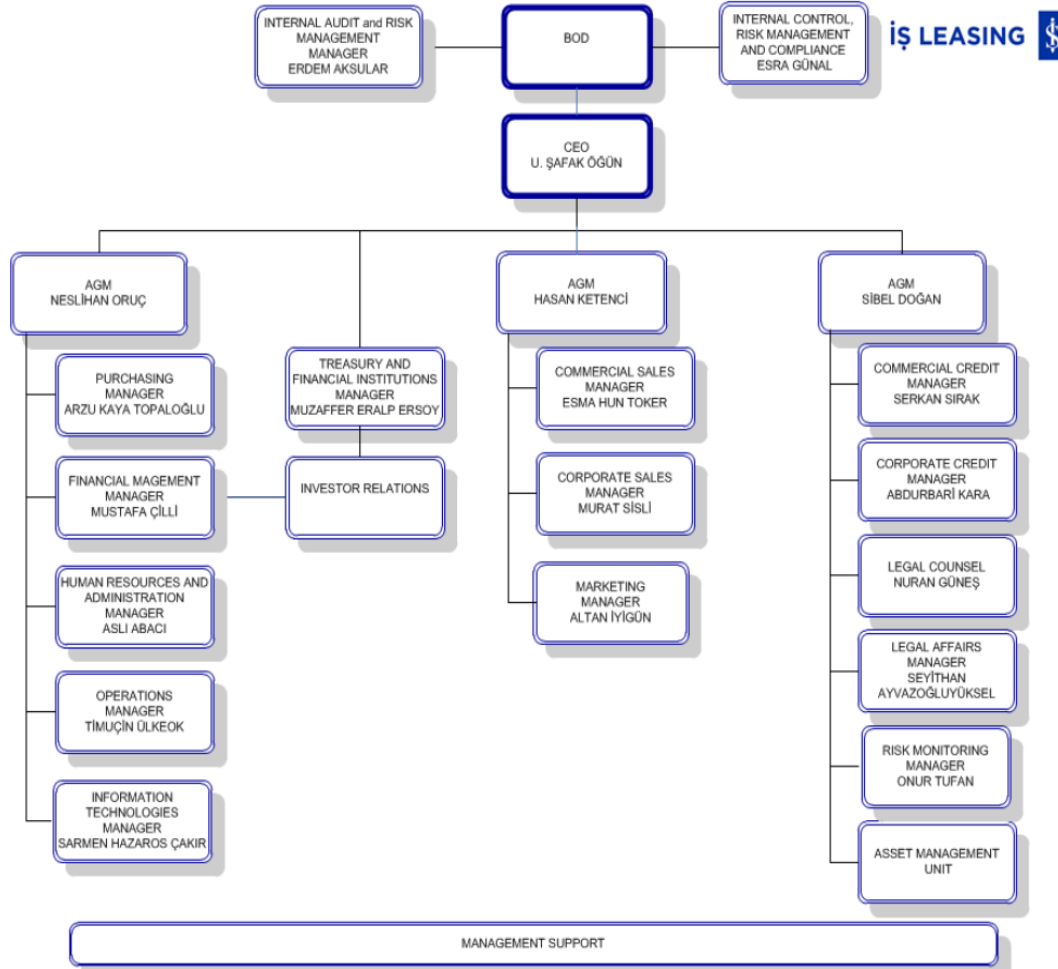 INTERNAL AUDIT and RISK
MANAGEMENT
MANAGER
ERDEM AKSULAR
BOD
INTERNAL CONTROL,
RISK MANAGEMENT
AND COMPLIANCE
ESRA GÜNAL
İŞ LEASING
CEO
U. ŞAFAK ÖĞÜN
AGM
NESLİHAN ORUÇ
AGM
HASAN KETENCİ
AGM
SİBEL DOĞAN
PURCHASING
MANAGER
ARZU KAYA TOPALOĞLU
FINANCIAL MAGEMENT
MANAGER
MUSTAFA ÇİLLİ
HUMAN RESOURCES AND
ADMINISTRATION
MANAGER
ASLI ABACI
OPERATIONS
MANAGER
TİMUÇİN ÜLKEOK
INFORMATION
TECHNOLOGIES
MANAGER
SARMEN HAZAROS ÇAKIR
TREASURY AND
FINANCIAL INSTITUTIONS
MANAGER
MUZAFFER ERALP ERSOY
INVESTOR RELATIONS
COMMERCIAL SALES
MANAGER
ESMA HUN TOKER
CORPORATE SALES
MANAGER
MURAT SİSLİ
MARKETING
MANAGER
ALTAN İYİGÜN
COMMERCIAL CREDIT
MANAGER
SERKAN SIRAK
CORPORATE CREDIT
MANAGER
ABDURBARİ KARA
LEGAL COUNSEL
NURAN GÜNEŞ
LEGAL AFFAIRS
MANAGER
SEYİTHAN
AYVAZOĞLUYÜKSEL
RISK MONITORING
MANAGER
ONUR TUFAN
ASSET MANAGEMENT
UNIT
MANAGEMENT SUPPORT